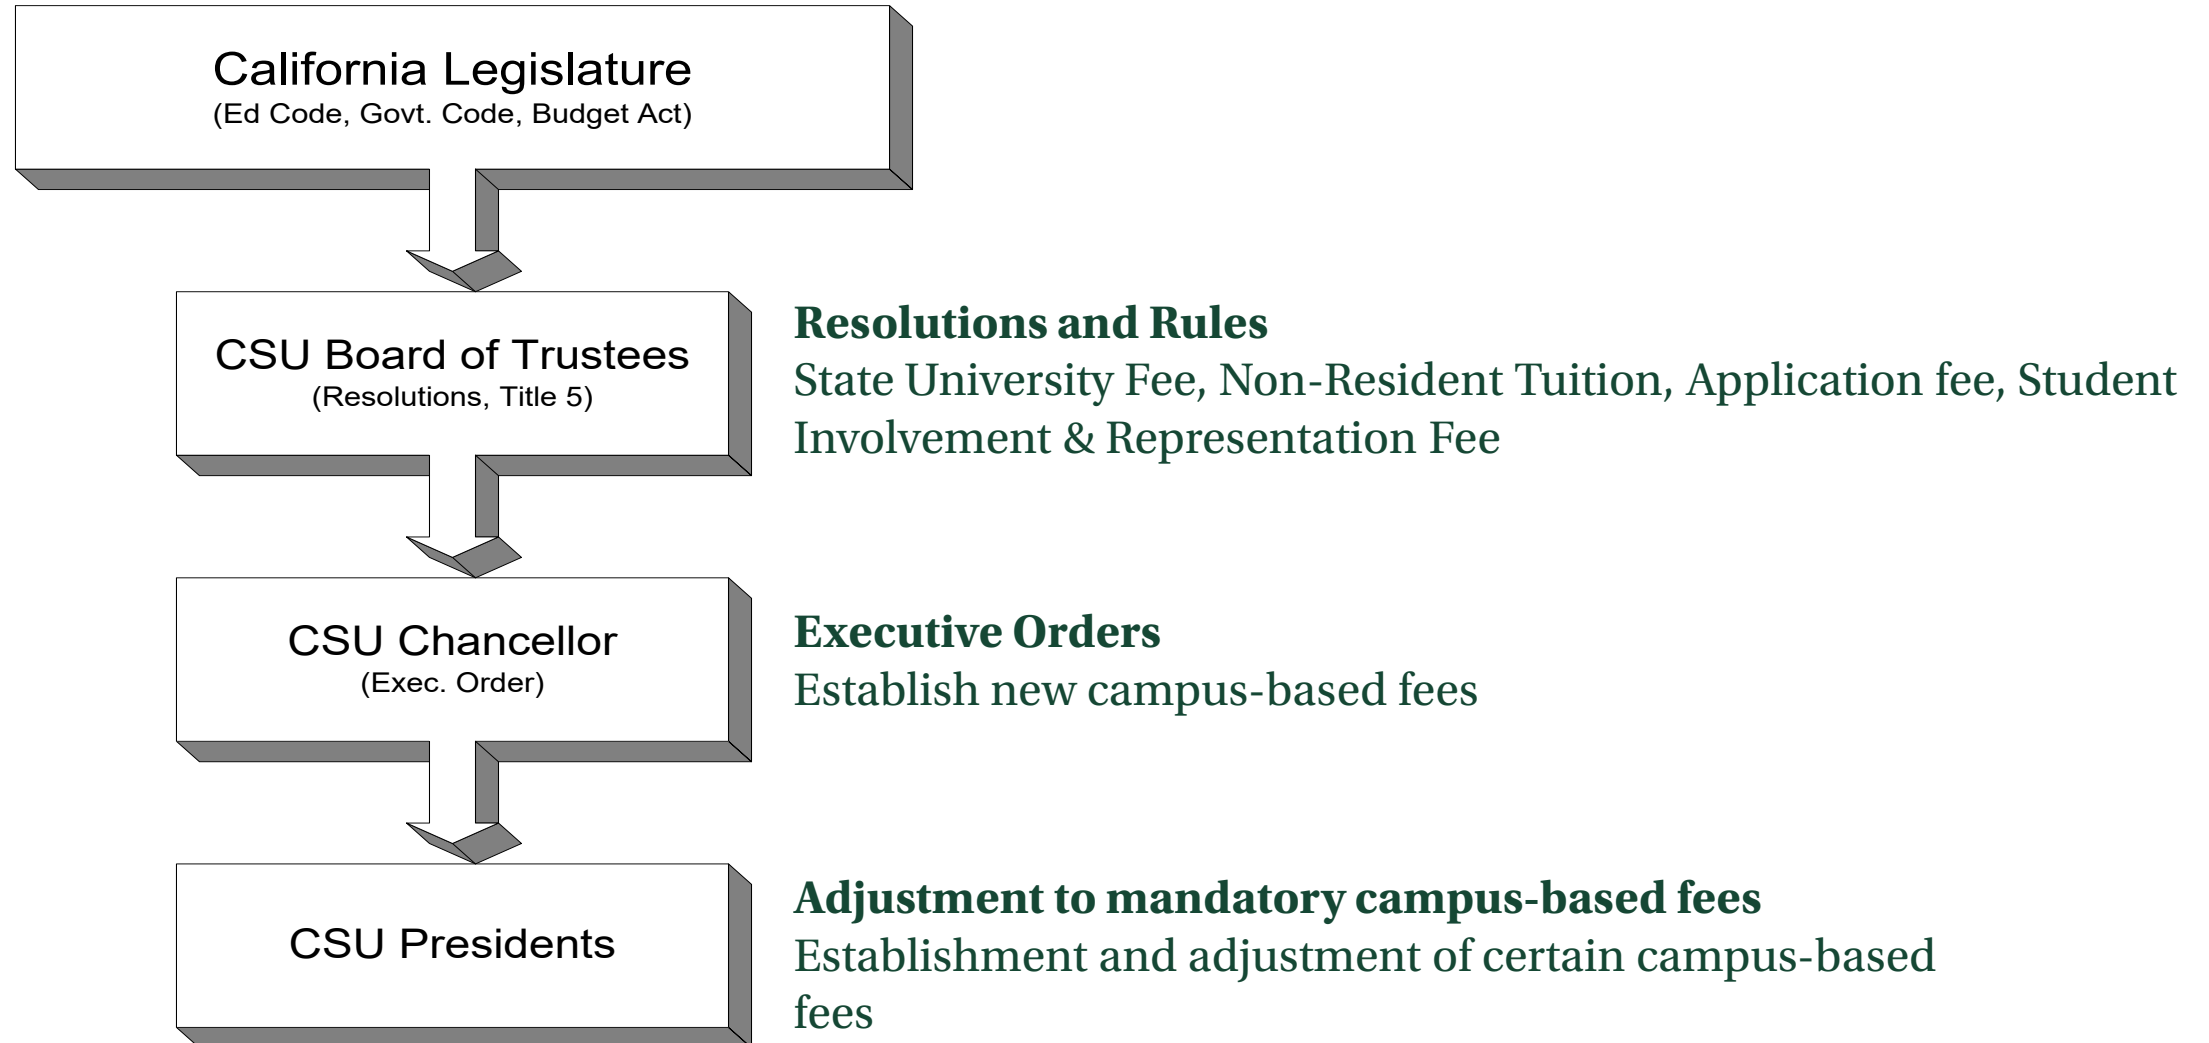 California Legislature
(Ed Code, Govt. Code, Budget Act)
CSU Board of Trustees
(Resolutions, Title 5)
Resolutions and Rules
State University Fee, Non-Resident Tuition, Application fee, Student
Involvement & Representation Fee
CSU Chancellor
(Exec. Order)
Executive Orders
Establish new campus-based fees
CSU Presidents
Adjustment to mandatory campus-based fees
Establishment and adjustment of certain campus-based
fees